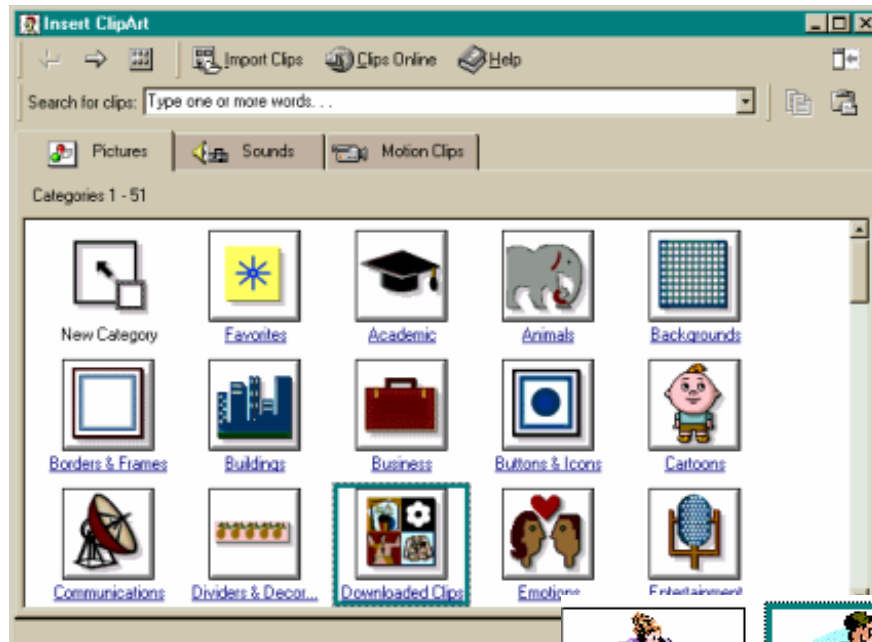 Insert ClipArt
Import Clips Clips Online Help
Search for clips: Type one or more words. . .
Pictures Sounds Motion Clips
Categories 1 - 51
New Category Favorites Academic Animals Backgrounds
Borders & Frames Buildings Business Buttons & Icons Cartoons
Communications Dividers & Decor... Downloaded Clips Emotions Entertainment